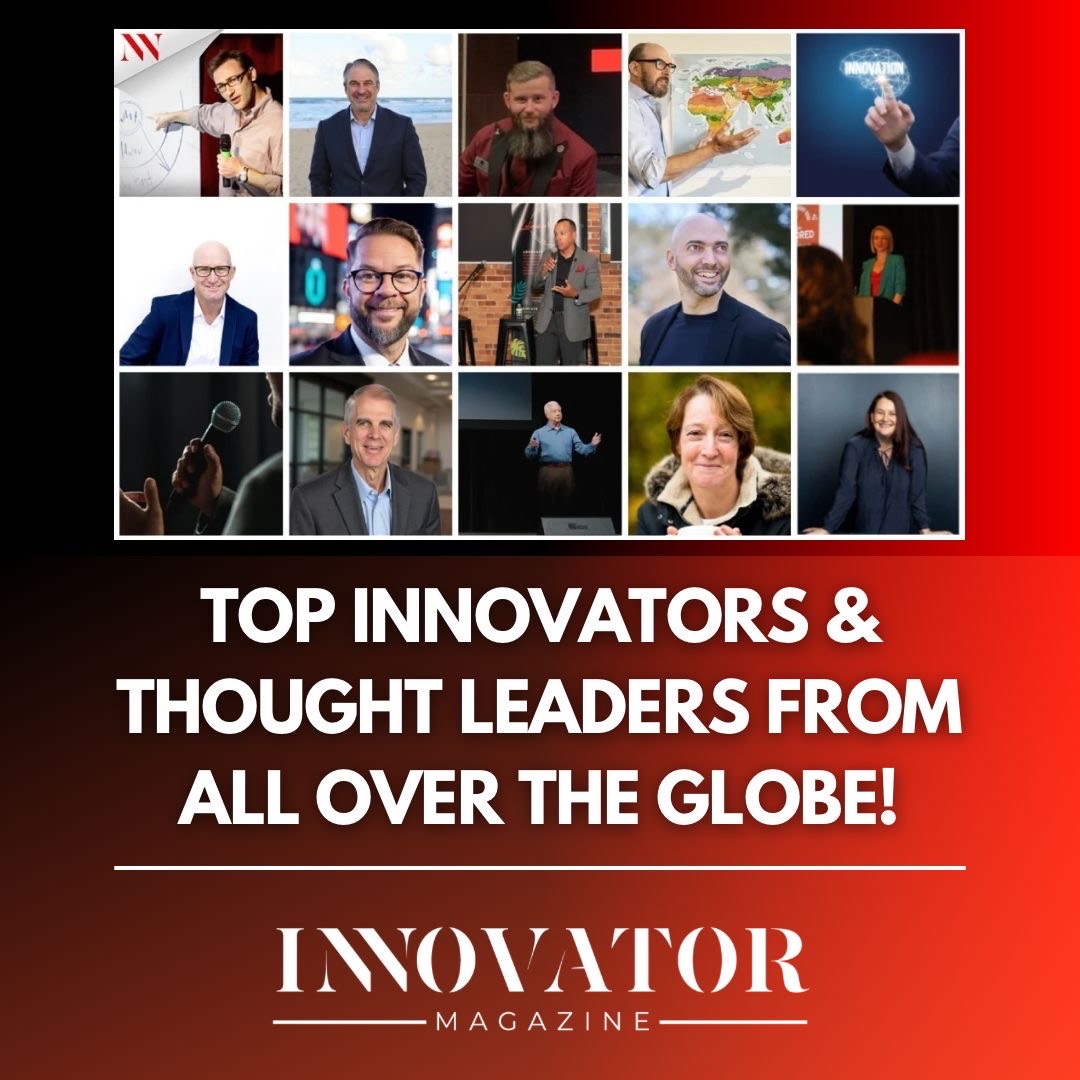 INNOVATION
TOP INNOVATORS &
THOUGHT LEADERS FROM
ALL OVER THE GLOBE!
INNOVATOR
MAGAZINE